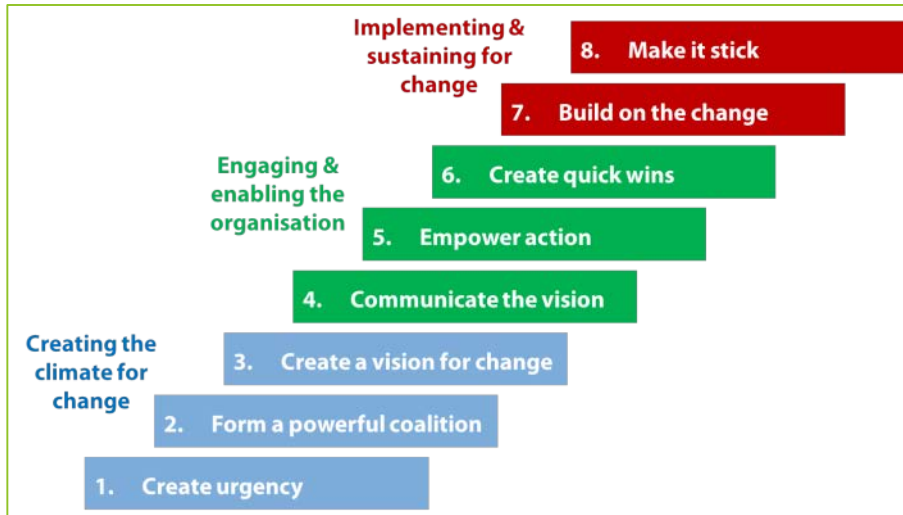 Implementing &
sustaining for
change
8. Make it stick
7. Build on the change
Engaging &
enabling the
organisation
6. Create quick wins
5. Empower action
4. Communicate the vision
Creating the
climate for
change
3. Create a vision for change
2. Form a powerful coalition
1. Create urgency